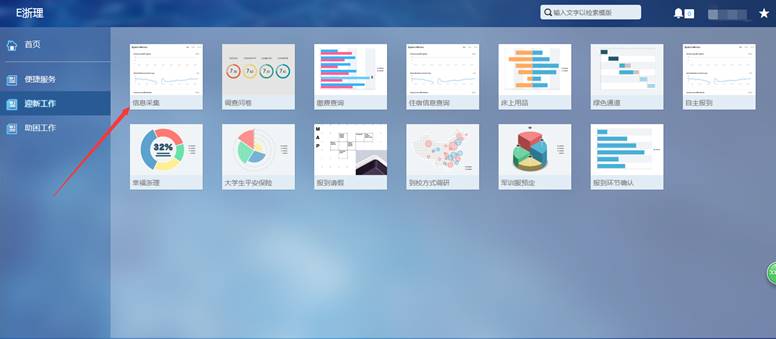 E浙理
输入文字以检索模版
0
首页
便捷服务
迎新工作
助困工作
信息采集
调查问卷
缴费查询
住宿信息查询
床上用品
绿色通道
自主报到
32%
MAP
幸福浙理
大学生平安保险
报到请假
到校方式调研
军训服预定
报到环节确认